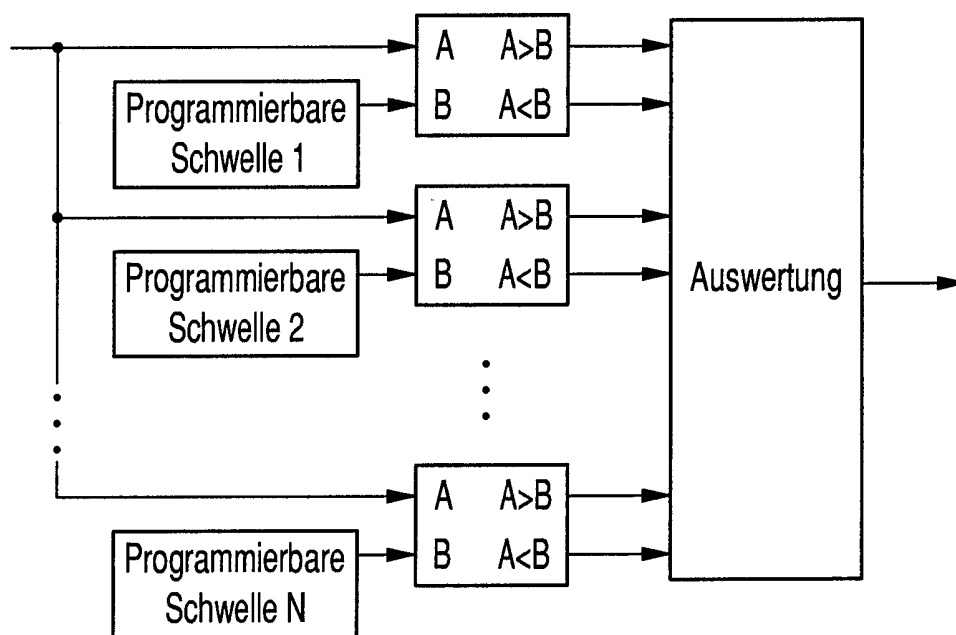 A A>B
Programmierbare
Schwelle 1
B A<B
A A>B
Programmierbare
Schwelle 2
B A<B
Auswertung
A A>B
Programmierbare
Schwelle N
B A<B